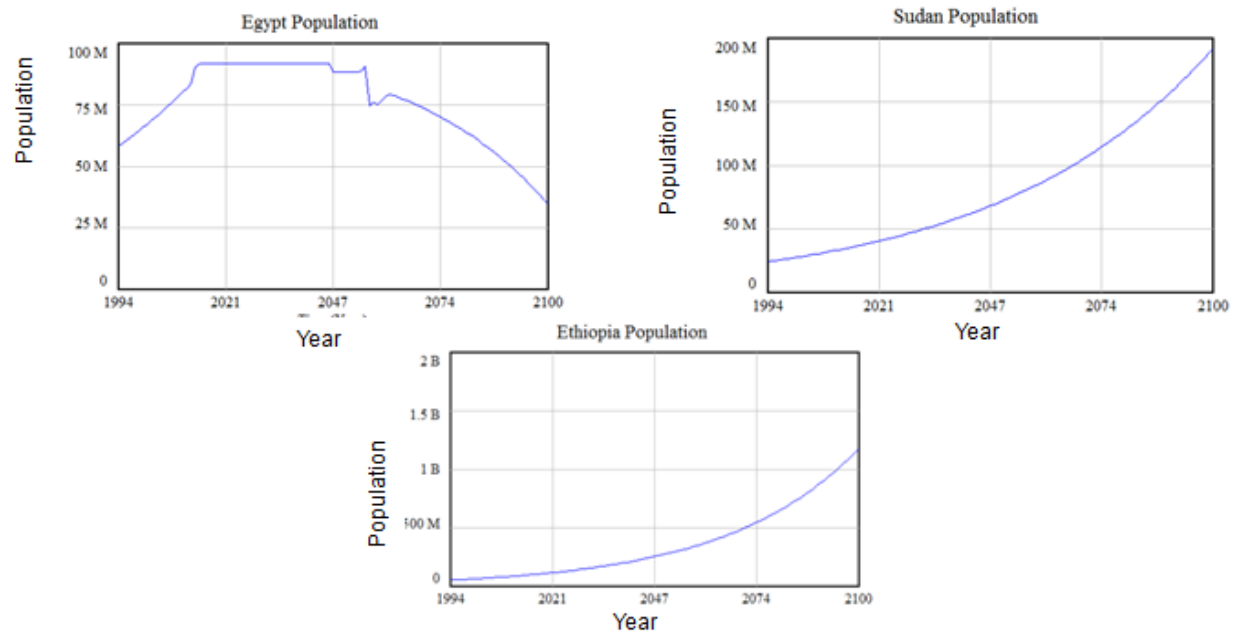 Egypt Population
100 M
75 M
50 M
25 M
0
Population
1994 2021 2047 2074 2100
Year
Sudan Population
200 M
150 M
100 M
50 M
0
Population
1994 2021 2047 2074 2100
Year
Ethiopia Population
2 B
1.5 B
1 B
500 M
0
Population
1994 2021 2047 2074 2100
Year